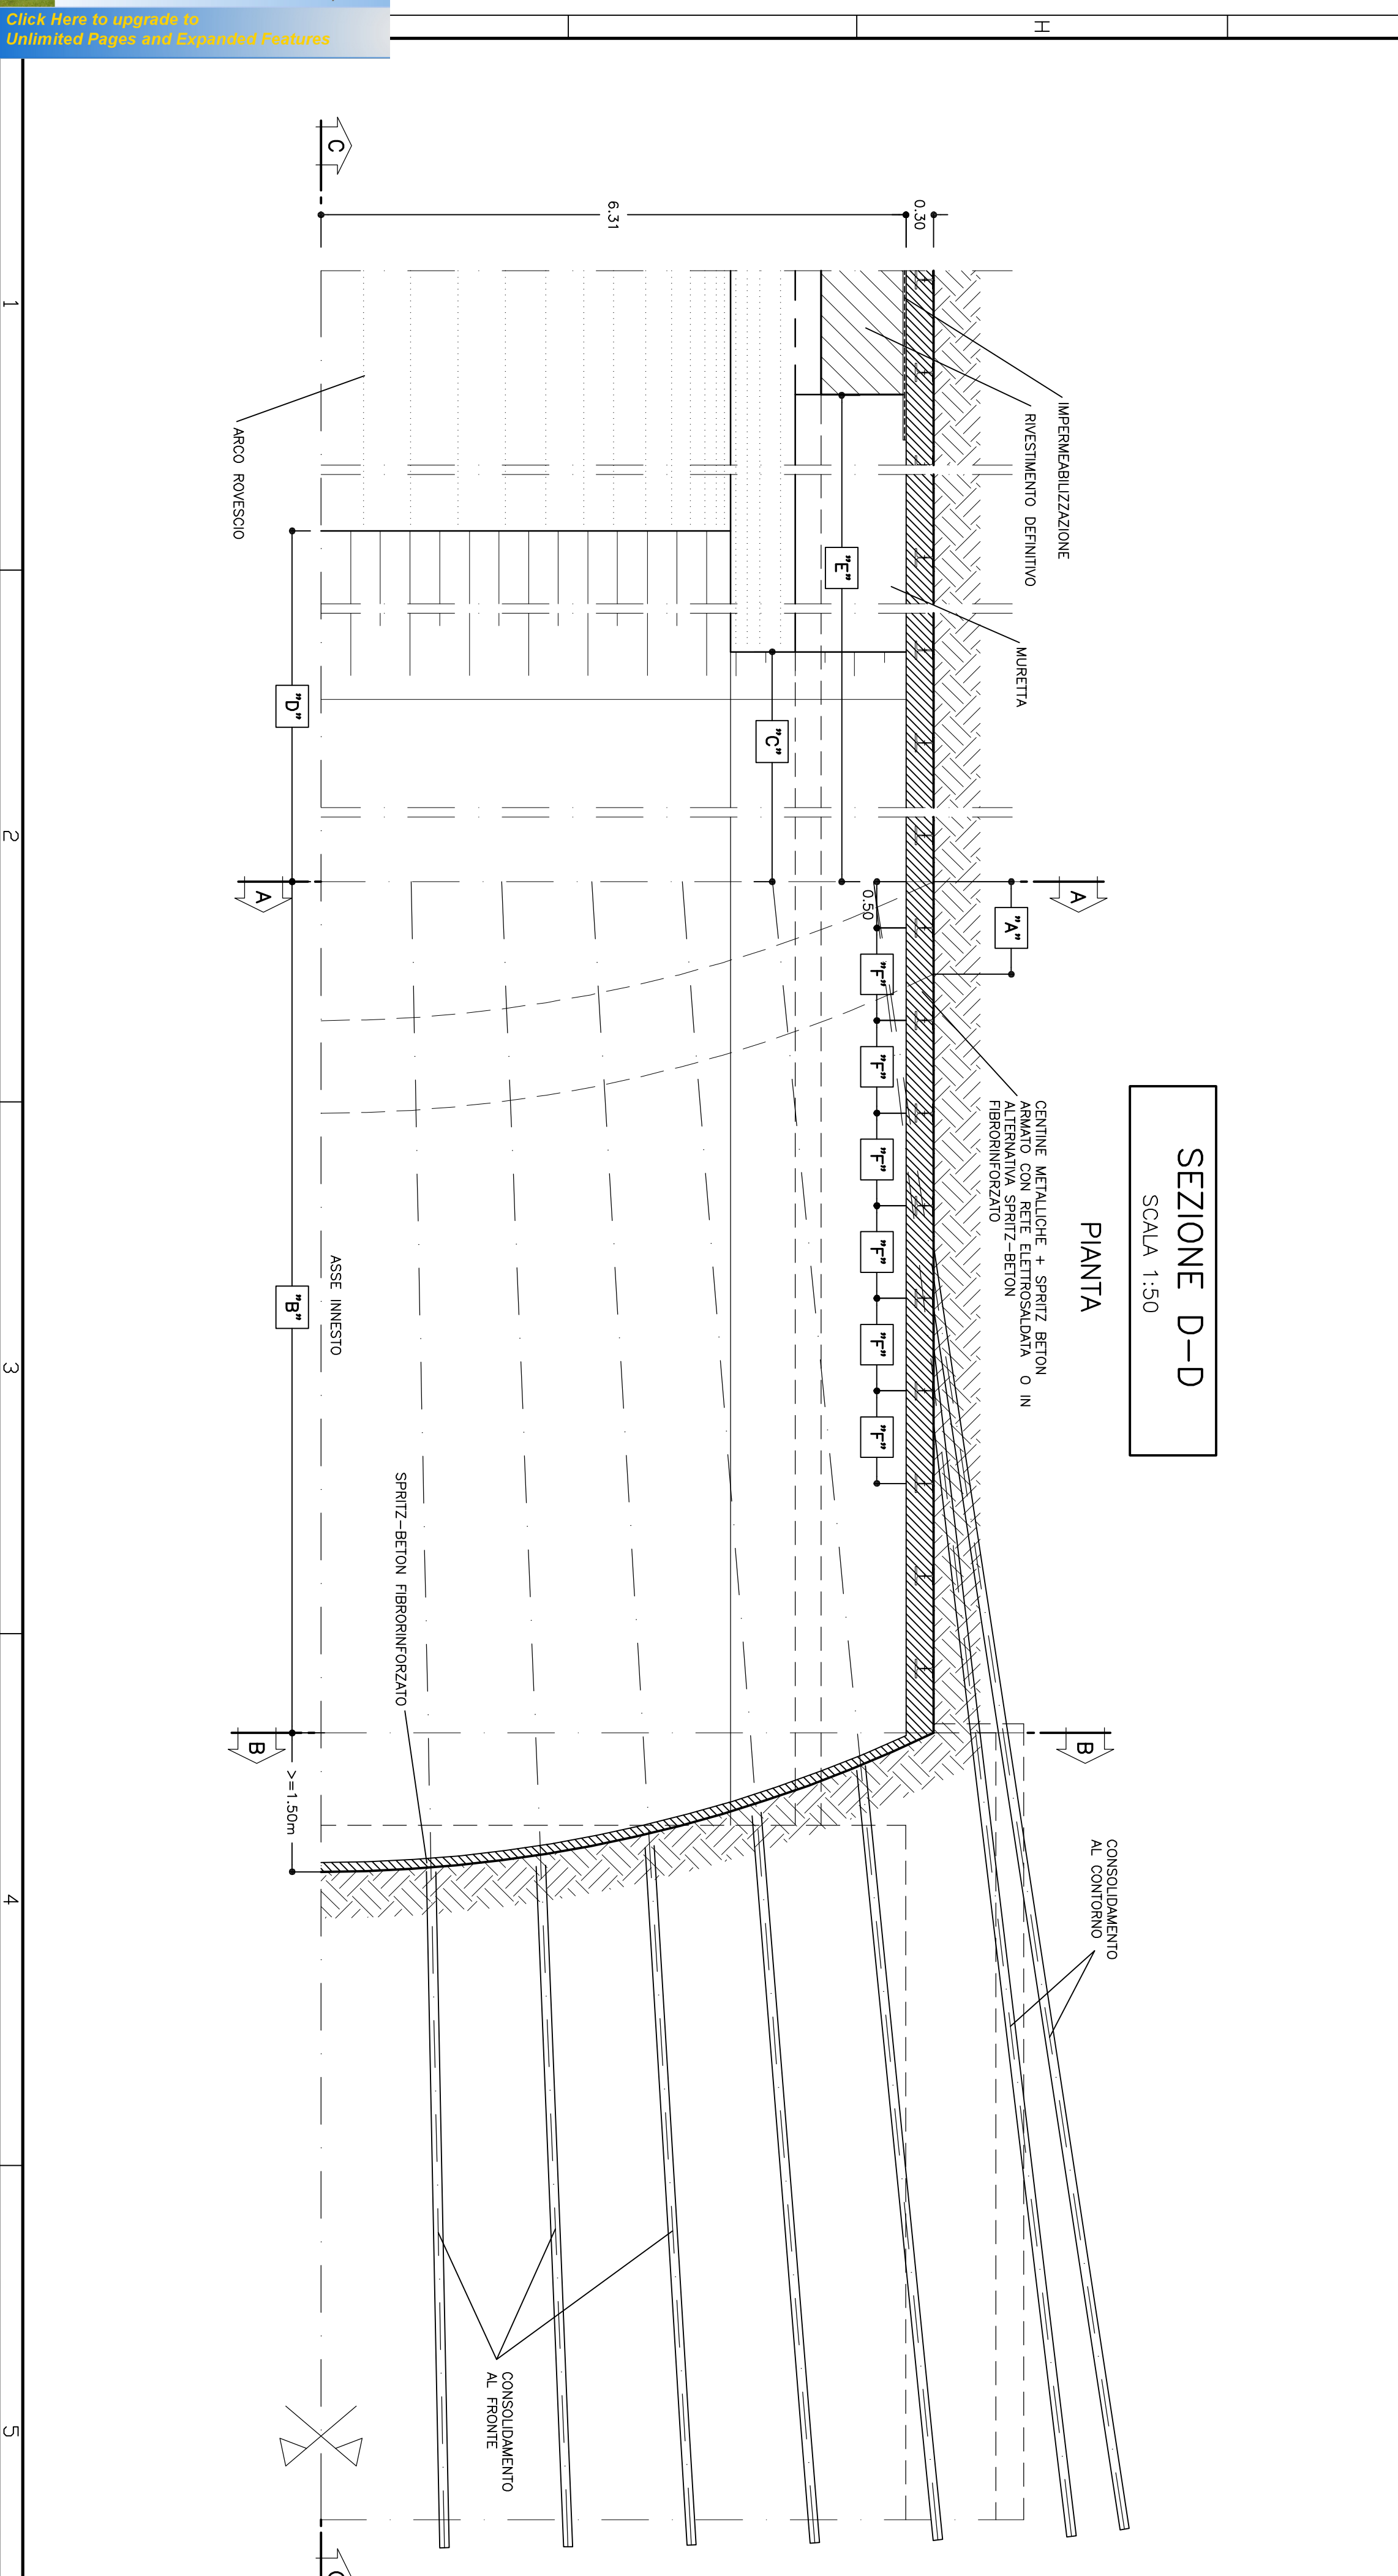 Click Here to upgrade to
Unlimited Pages and Expanded Features
H
1
2
3
4
5
SEZIONE D-D
SCALA 1:50
PIANTA
C
6.31
0.30
IMPERMEABILIZZAZIONE
RIVESTIMENTO DEFINITIVO
MURETTA
ARCO ROVESCIO
"E"
"C"
"D"
A
A
"A"
0.50
"F"
"F"
"F"
"F"
"F"
"F"
CENTINE METALLICHE + SPRITZ BETON
ARMATO CON RETE ELETTROSALDATA O IN
ALTERNATIVA SPRITZ-BETON
FIBRORINFORZATO
"B"
ASSE INNESTO
SPRITZ-BETON FIBRORINFORZATO
B
B
>=1.50m
CONSOLIDAMENTO
AL CONTORNO
CONSOLIDAMENTO
AL FRONTE